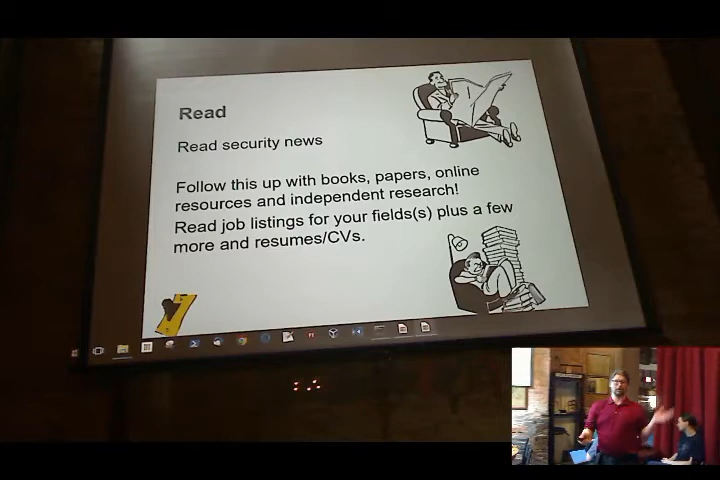 Read
Read security news
Follow this up with books, papers, online
resources and independent research!
Read job listings for your fields(s) plus a few
more and resumes/CVs.